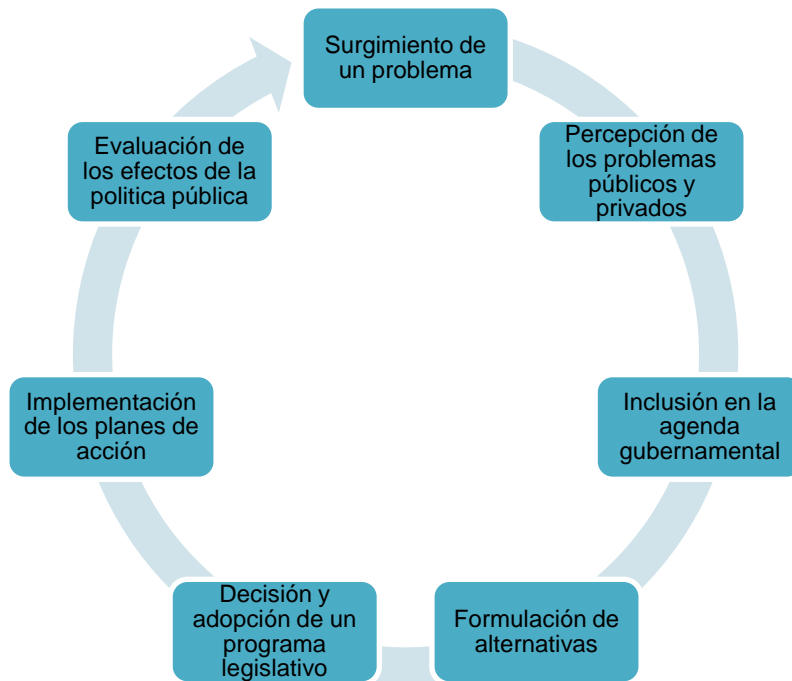 Surgimiento de
un problema
Percepción de
los problemas
públicos y
privados
Inclusión en la
agenda
gubernamental
Formulación de
alternativas
Decisión y
adopción de un
programa
legislativo
Implementación
de los planes de
acción
Evaluación de
los efectos de la
politica pública